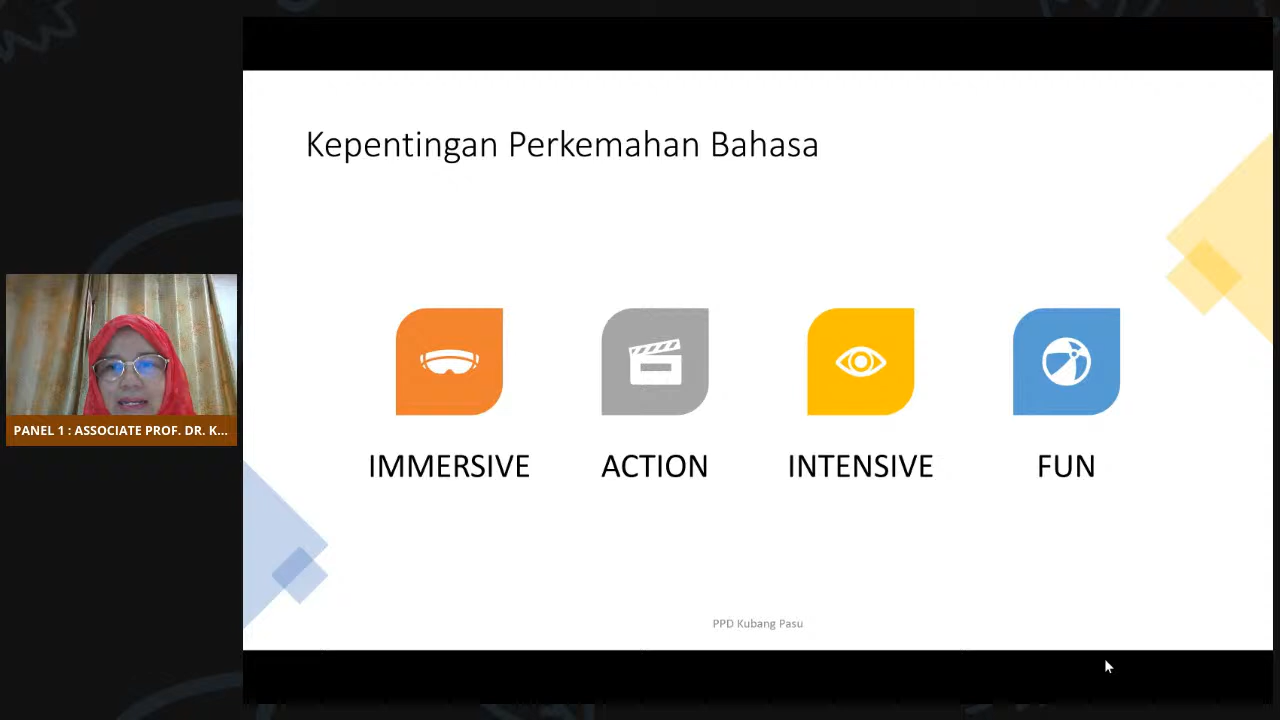 Kepentingan Perkemahan Bahasa
IMMERSIVE
ACTION
INTENSIVE
FUN
PANEL 1 : ASSOCIATE PROF. DR. K...
PPD Kubang Pasu